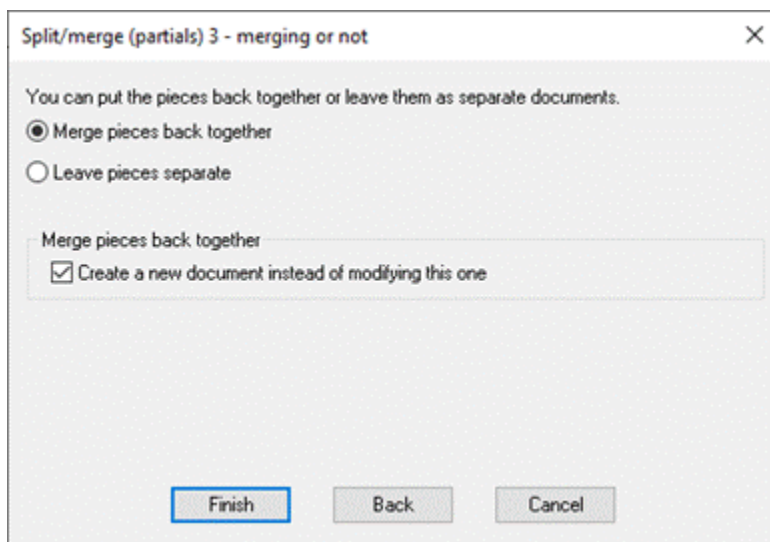 Split/merge (partials) 3 - merging or not
You can put the pieces back together or leave them as separate documents.
Merge pieces back together
Leave pieces separate
Merge pieces back together
Create a new document instead of modifying this one
Finish Back Cancel